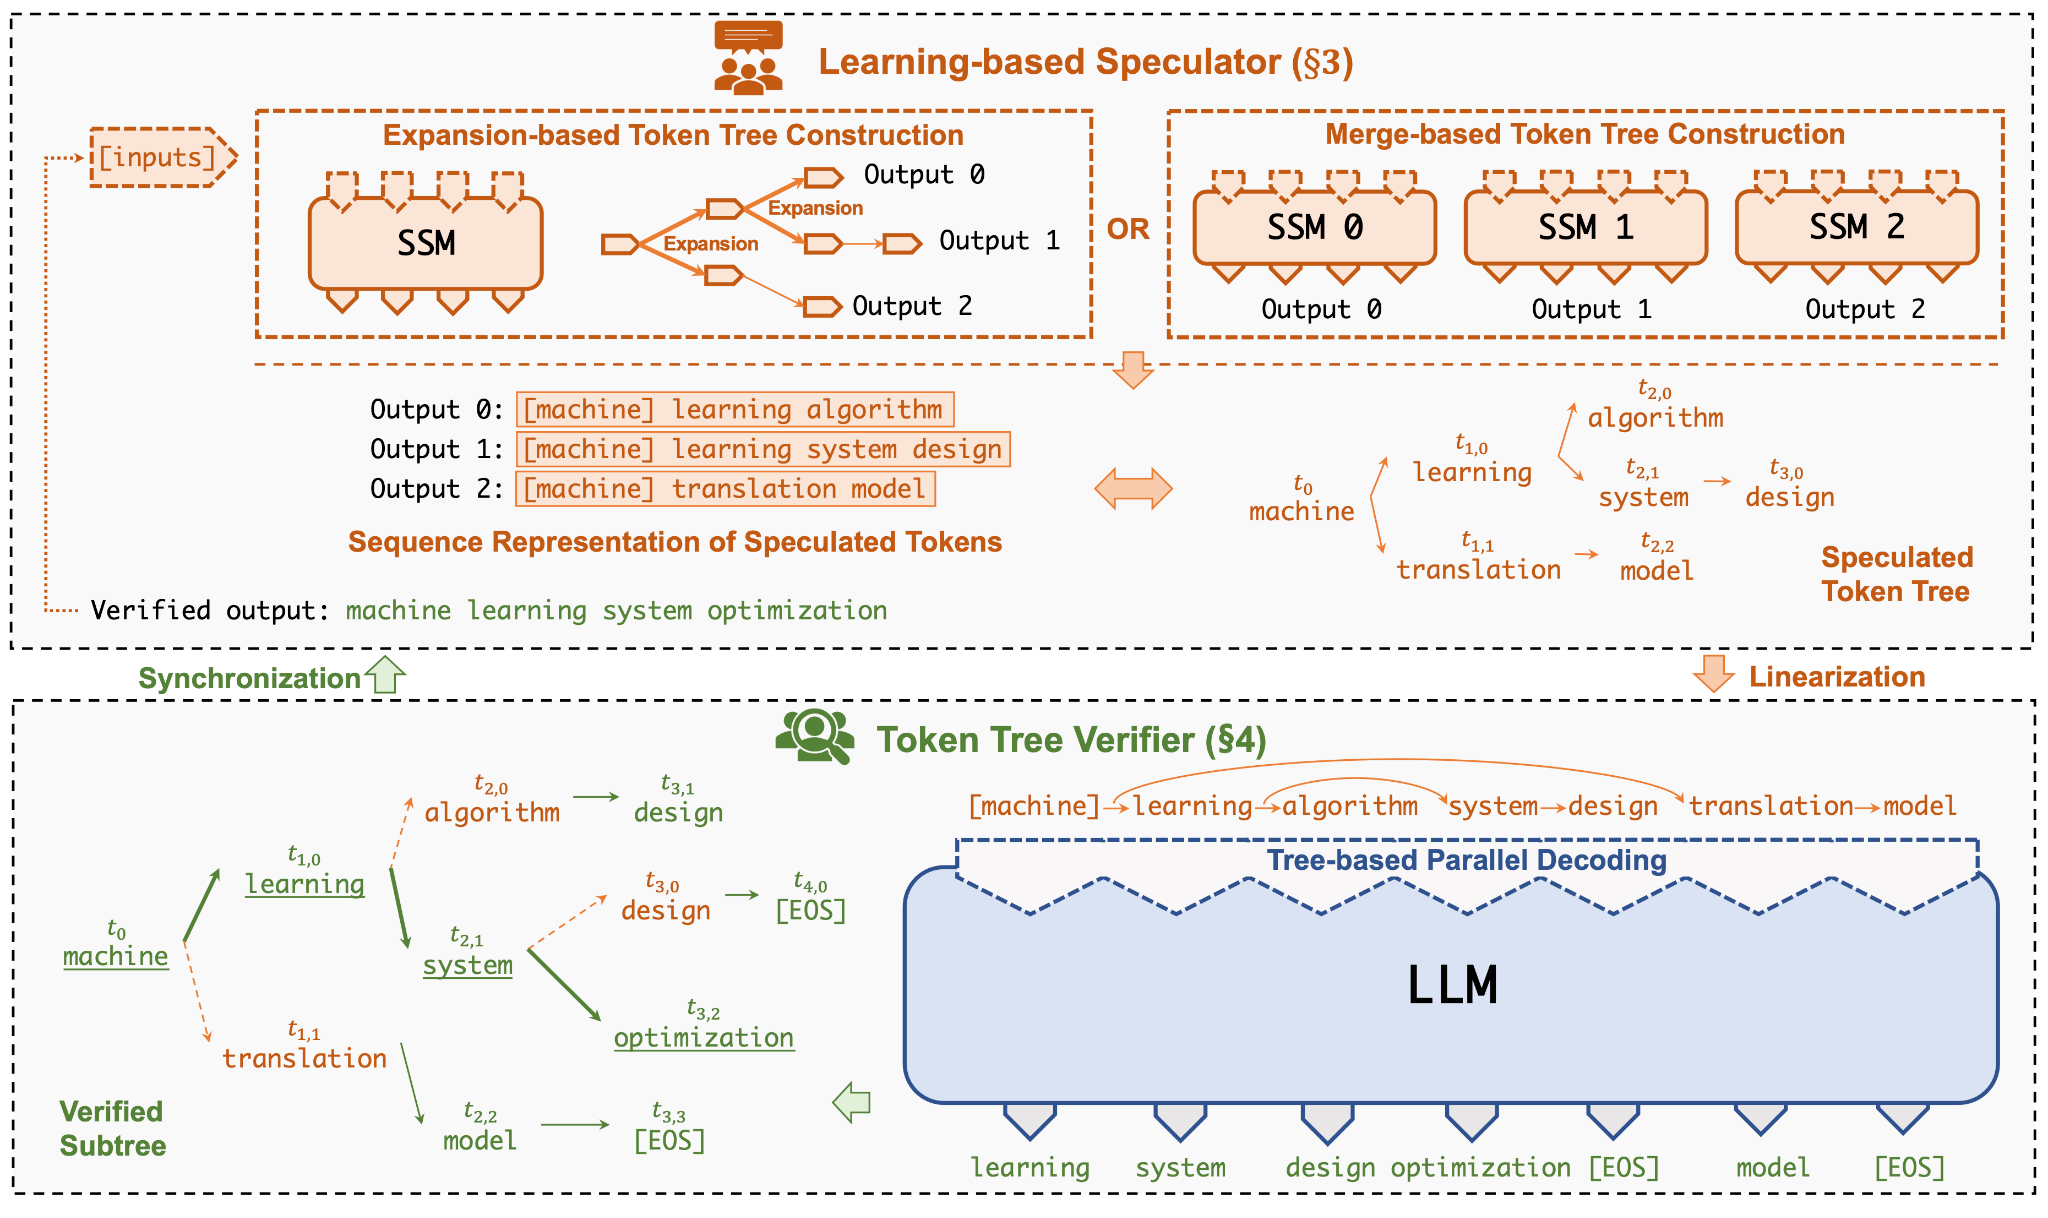 Learning-based Speculator (§3)
[inputs]
Expansion-based Token Tree Construction
SSM
Expansion
Expansion
Output 0
Output 1
Output 2
OR
Merge-based Token Tree Construction
SSM 0
SSM 1
SSM 2
Output 0
Output 1
Output 2
Output 0: [machine] learning algorithm
Output 1: [machine] learning system design
Output 2: [machine] translation model
Sequence Representation of Speculated Tokens
t0
machine
t1,0
learning
t2,0
algorithm
t2,1
system
t3,0
design
t1,1
translation
t2,2
model
Speculated
Token Tree
Verified output: machine learning system optimization
Synchronization
Linearization
Token Tree Verifier (§4)
t0
machine
t1,0
learning
t2,0
algorithm
t3,1
design
t2,1
system
t3,0
design
t4,0
[EOS]
t3,2
optimization
t1,1
translation
t2,2
model
t3,3
[EOS]
Verified
Subtree
[machine] learning algorithm system design translation model
Tree-based Parallel Decoding
LLM
learning system design optimization [EOS] model [EOS]